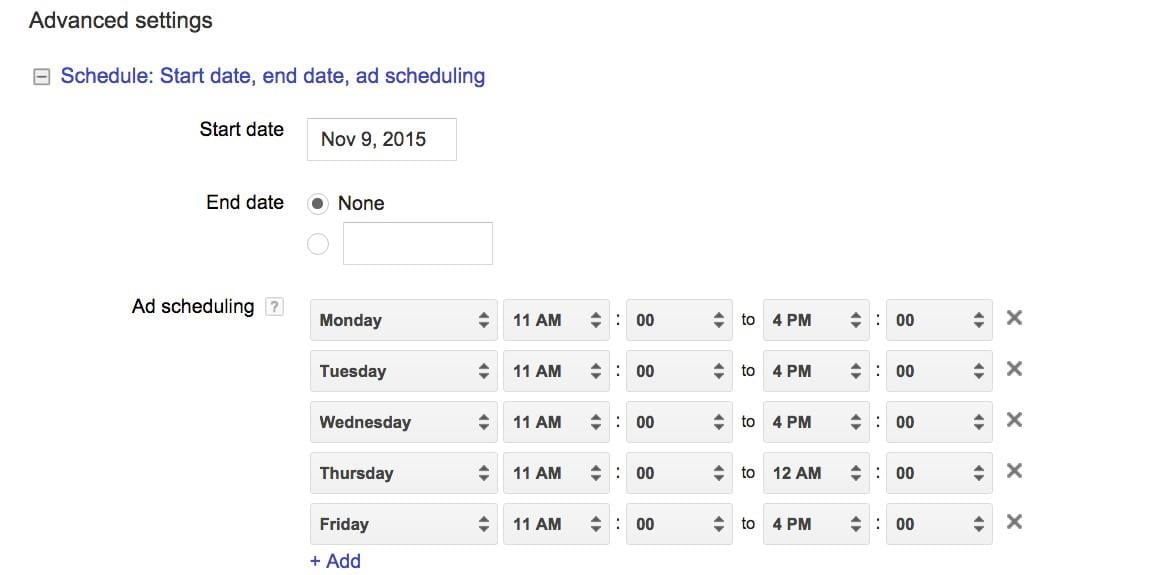 Advanced settings
Schedule: Start date, end date, ad scheduling
Start date Nov 9, 2015
End date None
Ad scheduling ?
Monday 11 AM : 00 to 4 PM : 00
Tuesday 11 AM : 00 to 4 PM : 00
Wednesday 11 AM : 00 to 4 PM : 00
Thursday 11 AM : 00 to 12 AM : 00
Friday 11 AM : 00 to 4 PM : 00
+ Add